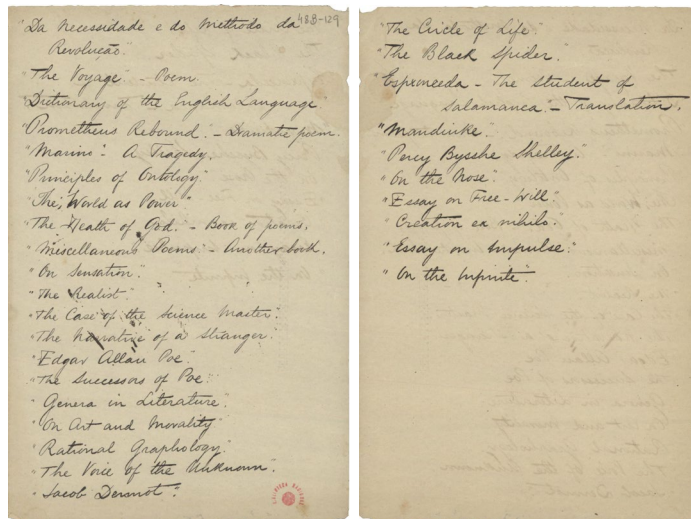 "Da Necessidade e do Methodo da
Revolução."
48B-129
"The Voyage" - Poem.
"Dictionary of the English Language"
"Prometheus Rebound." - Dramatic poem.
"Marino" - A Tragedy.
"Principles of Ontology."
"The World as Power"
"The Death of God." - Book of poems.
"Miscellaneous Poems." - Another book.
"On Sensation."
"The Realist."
"The Case of the Science Master."
"The Narrative of a Stranger."
"Edgar Allan Poe."
"The Successors of Poe."
"Genera in Literature."
"On Art and Morality"
"Rational Graphology."
"The Voice of the Unknown."
"Jacob Dermot."
"The Circle of Life"
"The Black Spider.
"Espronceda - The Student of
Salamanca." - Translation.
"Mandinke."
"Percy Bysshe Shelley."
"On the Nose".
"Essay on Free-Will."
"Creation ex nihilo.
"Essay on Impulse."
"On the Infinite".